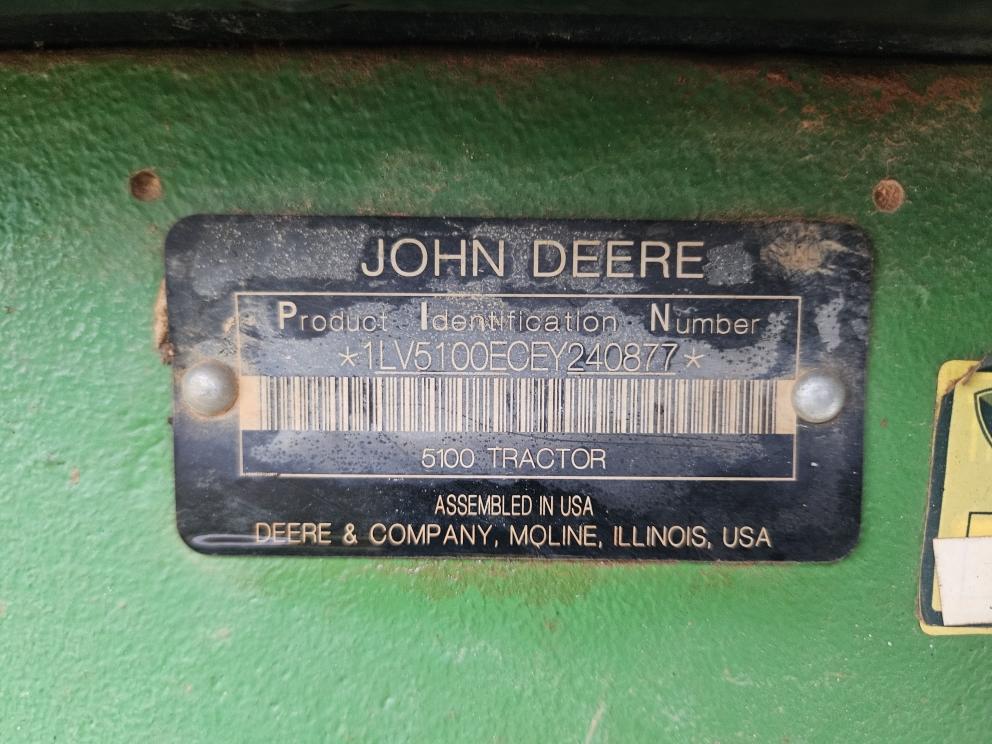 JOHN DEERE
Product Identification Number
*1LV5100ECEY240877*
5100 TRACTOR
ASSEMBLED IN USA
DEERE & COMPANY, MOLINE, ILLINOIS, USA